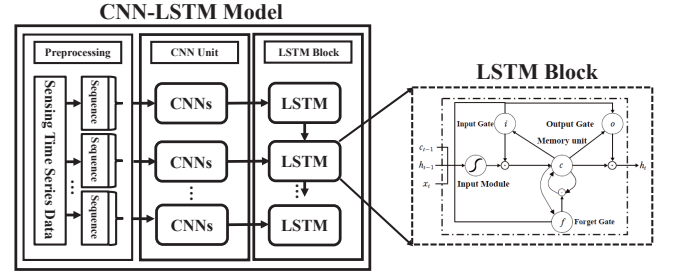 CNN-LSTM Model
Preprocessing
CNN Unit
LSTM Block
Sensing Time Series Data
Sequence
Sequence
...
Sequence
CNNs
CNNs
...
CNNs
LSTM
LSTM
...
LSTM
LSTM Block
Input Gate
i
Output Gate
o
Memory unit
c_{t-1}
h_{t-1}
x_t
Input Module
c
h_t
f
Forget Gate